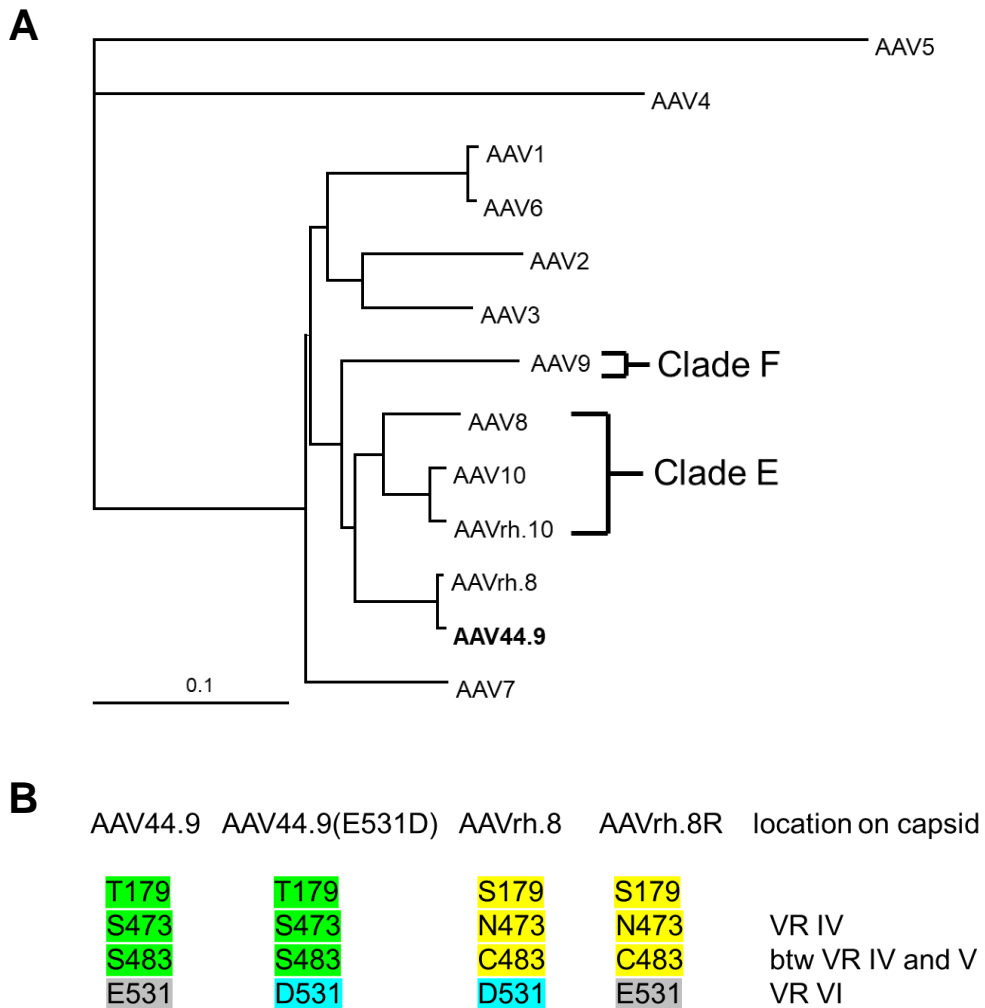 A
AAV5
AAV4
AAV1
AAV6
AAV2
AAV3
AAV9 Clade F
AAV8
AAV10 Clade E
AAVrh.10
AAVrh.8
AAV44.9
0.1 AAV7
B
AAV44.9 AAV44.9(E531D) AAVrh.8 AAVrh.8R location on capsid
T179 T179 S179 S179
S473 S473 N473 N473 VR IV
S483 S483 C483 C483 btw VR IV and V
E531 D531 D531 E531 VR VI